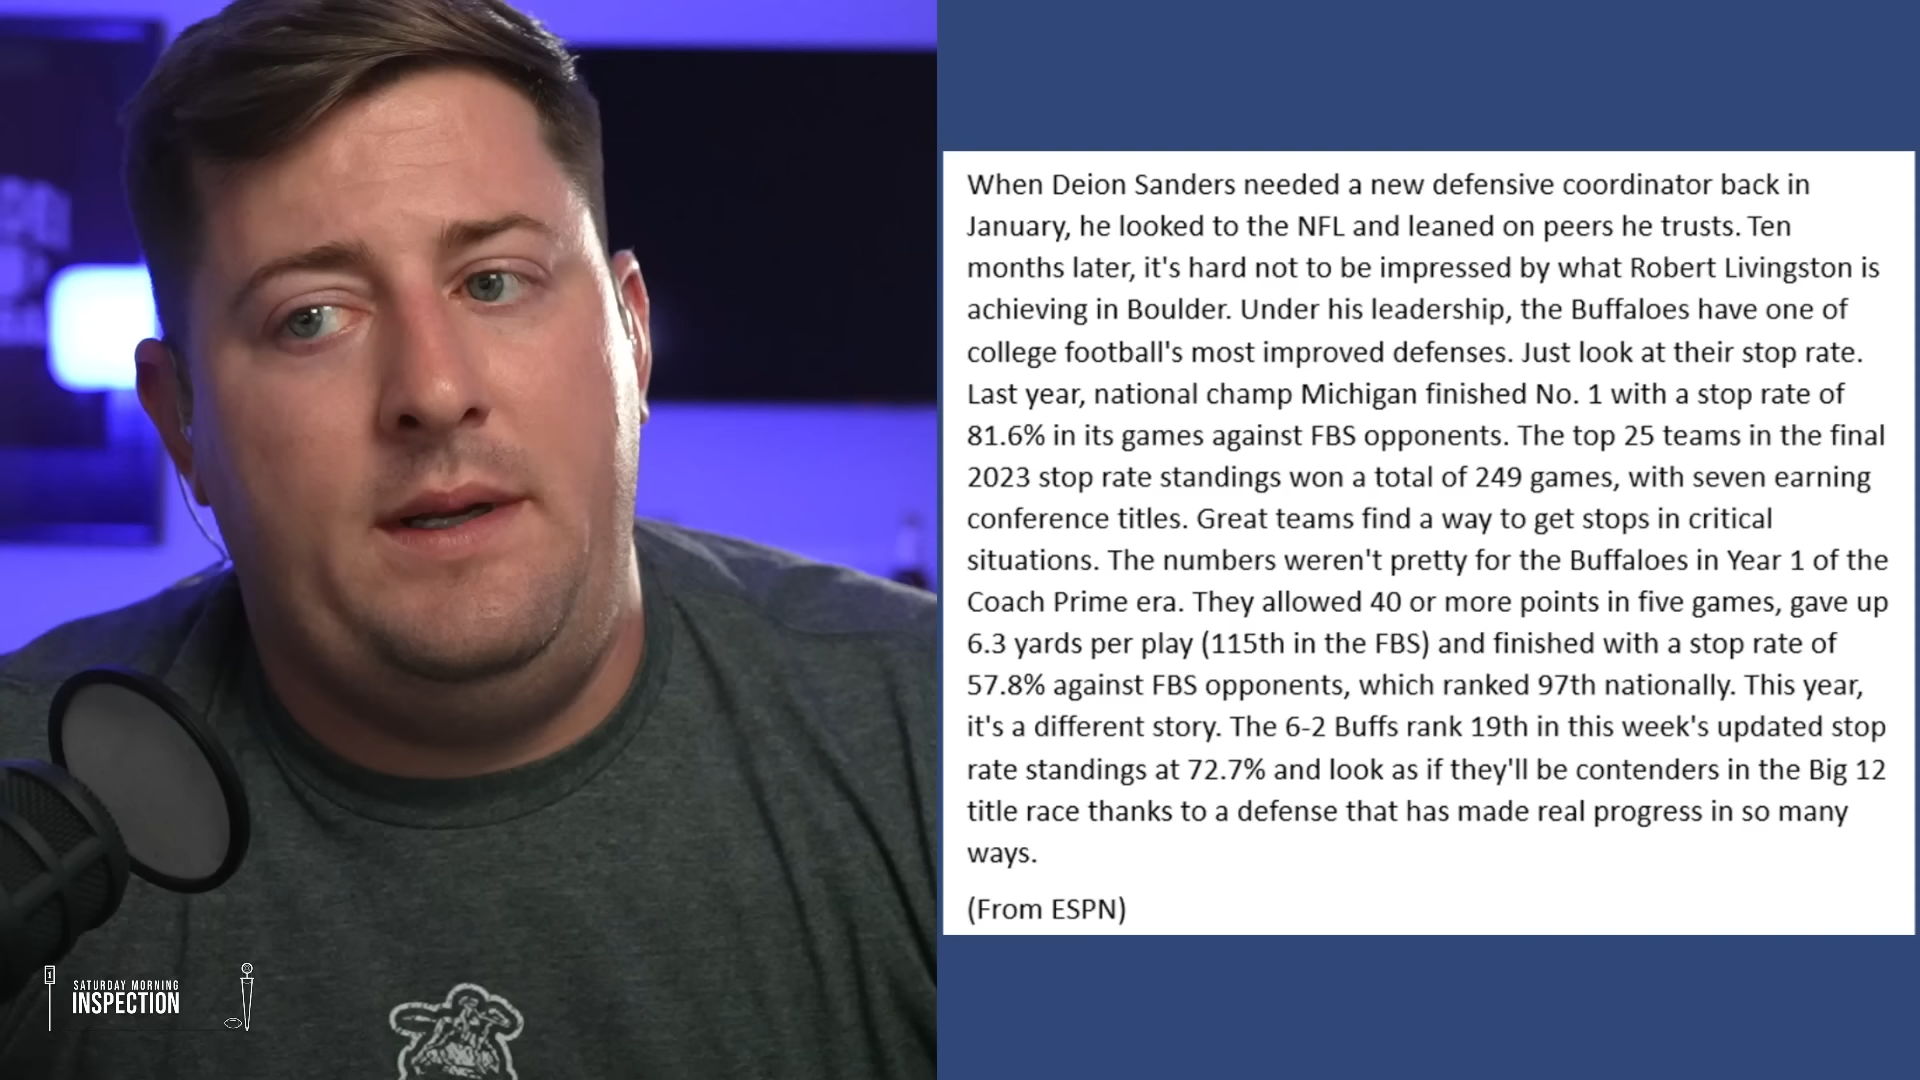 When Deion Sanders needed a new defensive coordinator back in
January, he looked to the NFL and leaned on peers he trusts. Ten
months later, it's hard not to be impressed by what Robert Livingston is
achieving in Boulder. Under his leadership, the Buffaloes have one of
college football's most improved defenses. Just look at their stop rate.
Last year, national champ Michigan finished No. 1 with a stop rate of
81.6% in its games against FBS opponents. The top 25 teams in the final
2023 stop rate standings won a total of 249 games, with seven earning
conference titles. Great teams find a way to get stops in critical
situations. The numbers weren't pretty for the Buffaloes in Year 1 of the
Coach Prime era. They allowed 40 or more points in five games, gave up
6.3 yards per play (115th in the FBS) and finished with a stop rate of
57.8% against FBS opponents, which ranked 97th nationally. This year,
it's a different story. The 6-2 Buffs rank 19th in this week's updated stop
rate standings at 72.7% and look as if they'll be contenders in the Big 12
title race thanks to a defense that has made real progress in so many
ways.
(From ESPN)
1
SATURDAY MORNING
INSPECTION